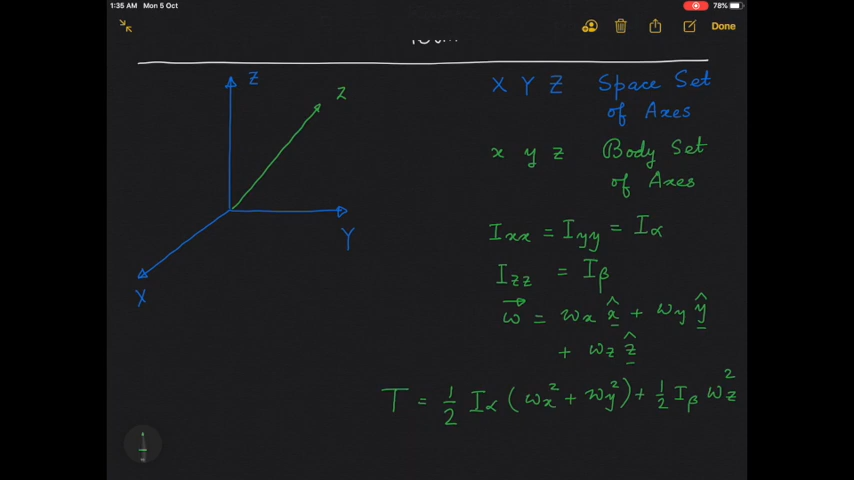 1:35 AM Mon 5 Oct
78%
Done
Z
z
Y
X
X Y Z Space Set
of Axes
x y z Body Set
of Axes
Ixx = Iyy = Iα
Izz = Iβ
ω⃗ = ωx x̂ + ωy ŷ
+ ωz ẑ
T = 1/2 Iα (ωx² + ωy²) + 1/2 Iβ ωz²